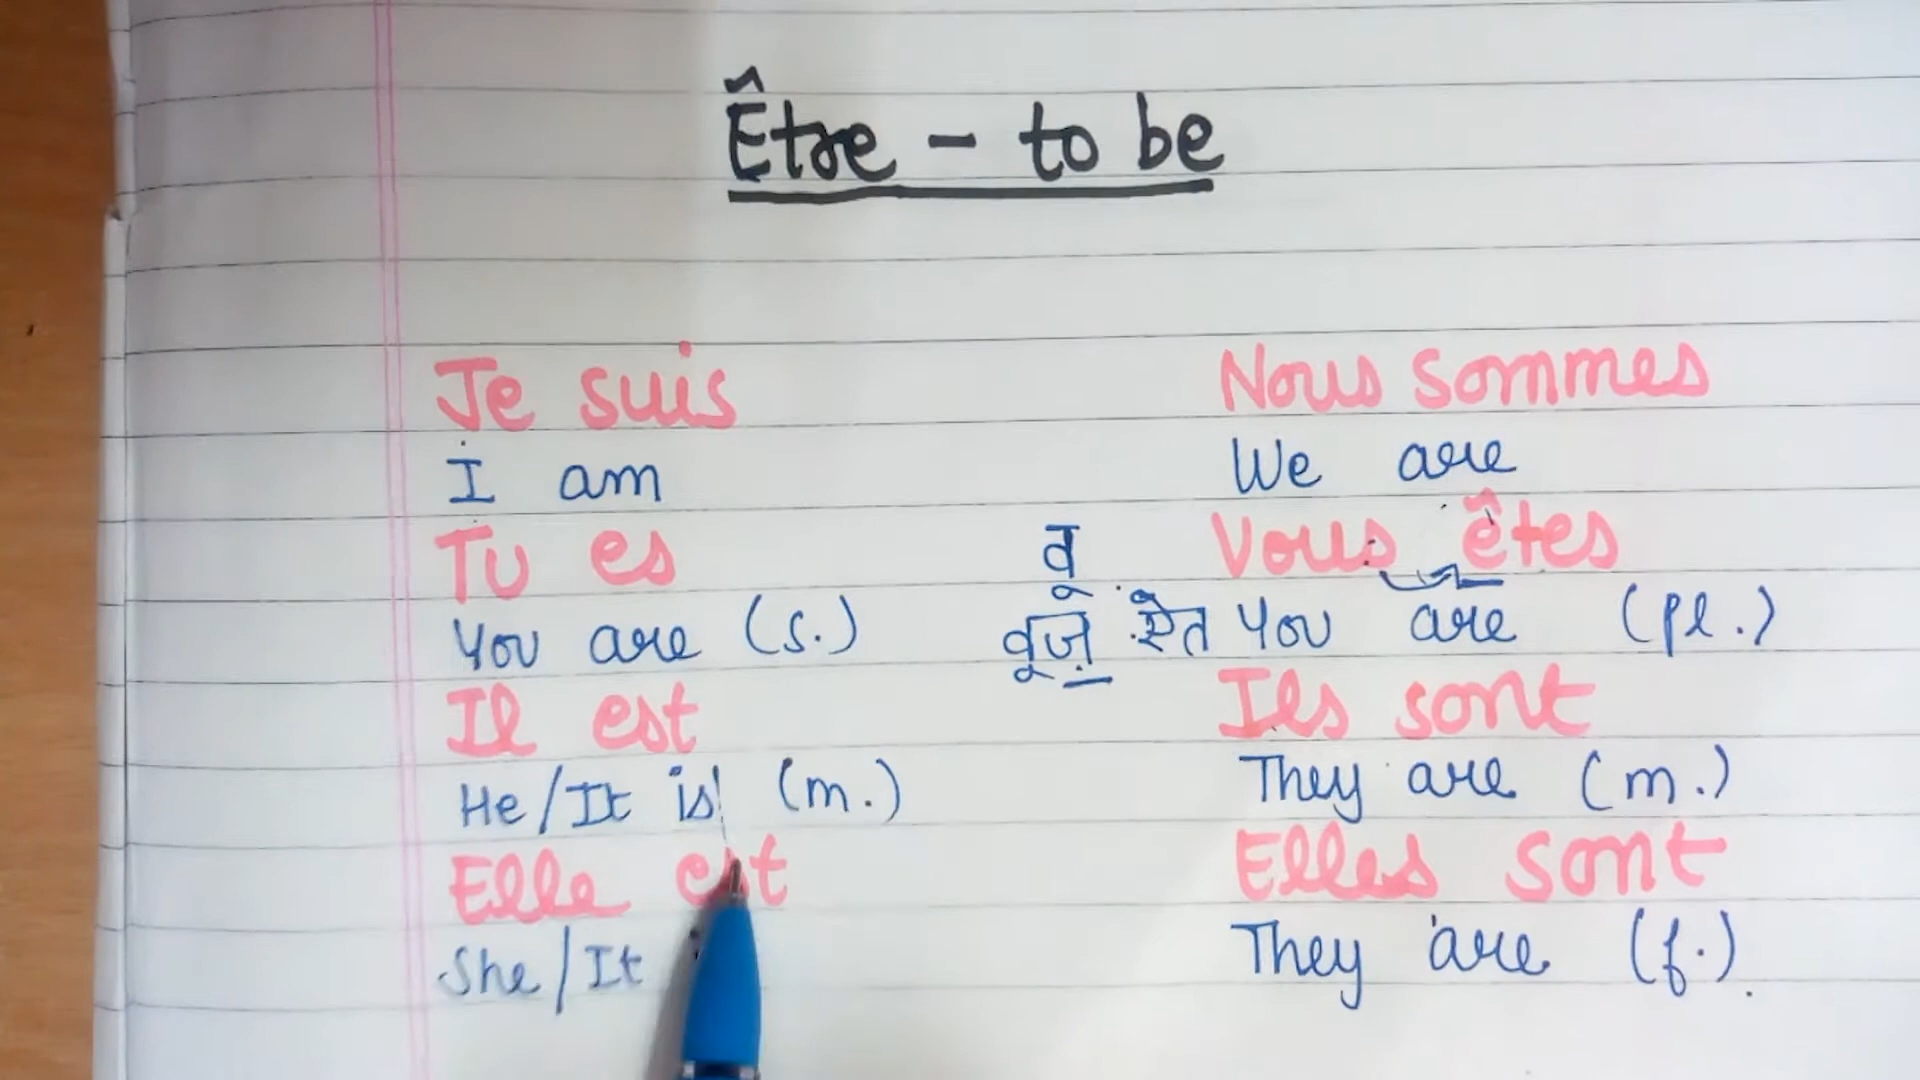 Être - to be
Je suis
I am
Tu es
You are (s.)
Il est
He/It is (m.)
Elle est
She/It
Nous sommes
We are
वू
Vous êtes
वूज़ ऐत You are (pl.)
Ils sont
They are (m.)
Elles sont
They are (f.)